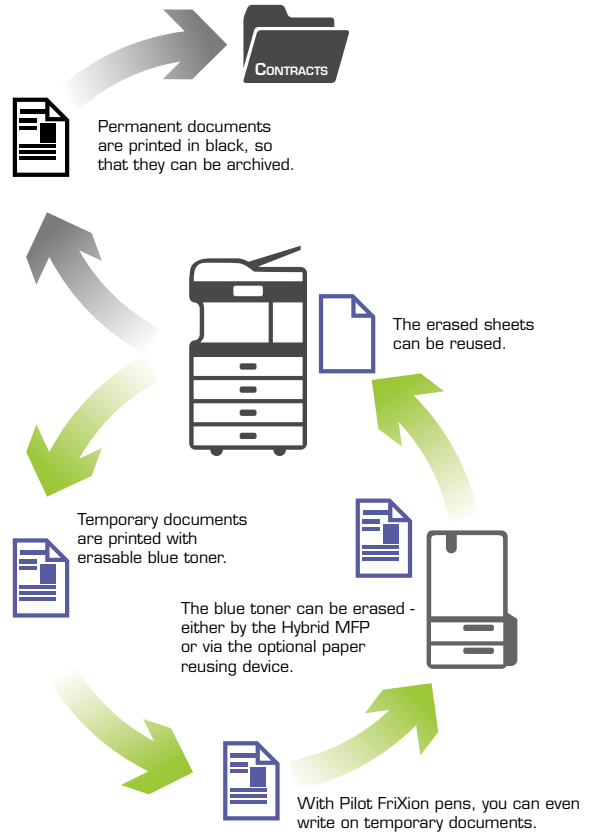 CONTRACTS
Permanent documents
are printed in black, so
that they can be archived.
The erased sheets
can be reused.
Temporary documents
are printed with
erasable blue toner.
The blue toner can be erased -
either by the Hybrid MFP
or via the optional paper
reusing device.
With Pilot FriXion pens, you can even
write on temporary documents.